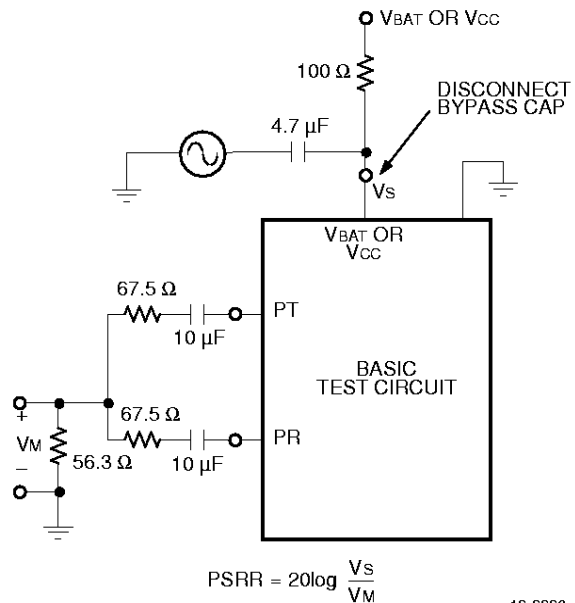 VBAT OR VCC
100 Ω
DISCONNECT
BYPASS CAP
4.7 µF
VS
VBAT OR
VCC
67.5 Ω
PT
10 µF
BASIC
TEST CIRCUIT
67.5 Ω
+
VM
PR
56.3 Ω
10 µF
–
PSRR = 20log VS
VM